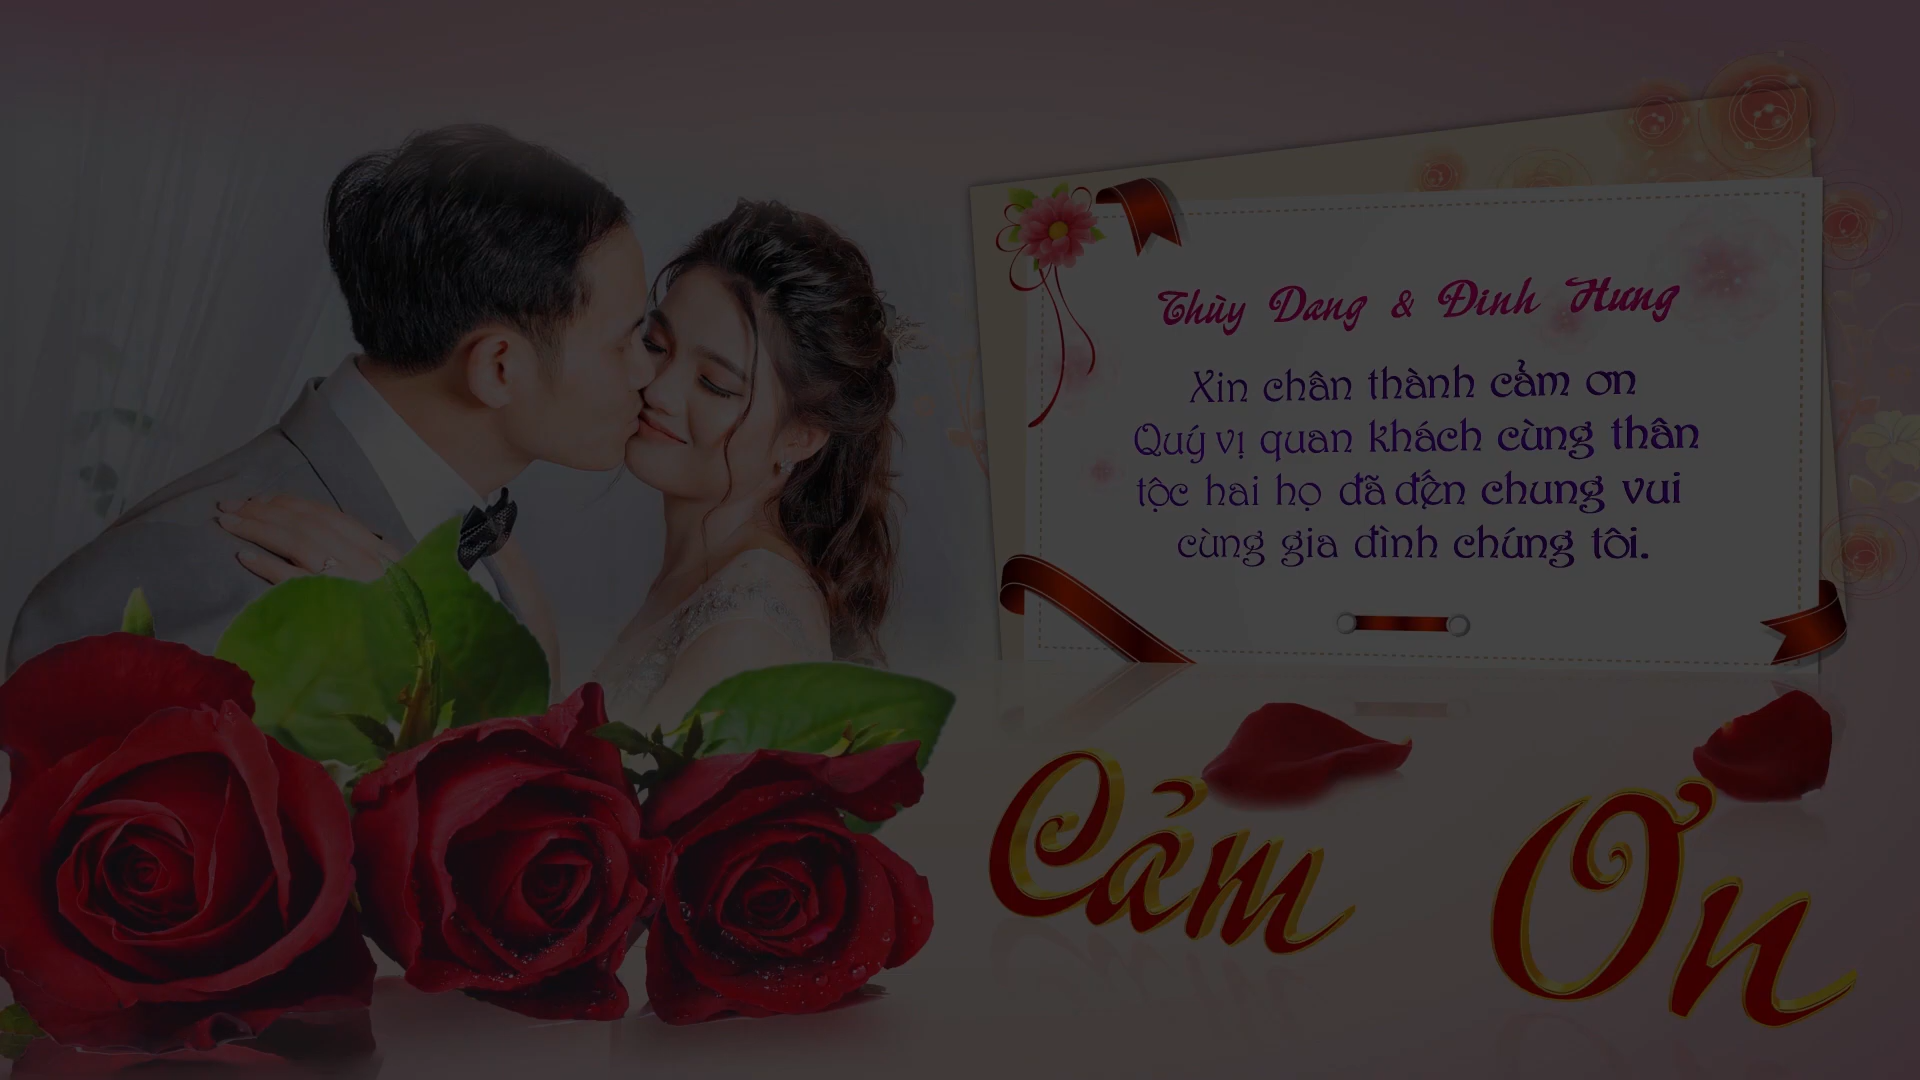 Thùy Dang & Đinh Hưng
Xin chân thành cảm ơn
Quý vị quan khách cùng thân
tộc hai họ đã đến chung vui
cùng gia đình chúng tôi.
Cảm Ơn